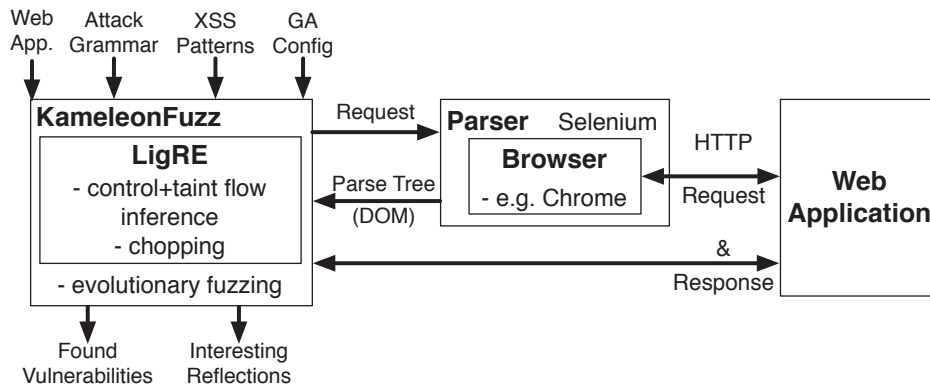 Web
App.
Attack
Grammar
XSS
Patterns
GA
Config
KameleonFuzz
LigRE
- control+taint flow
inference
- chopping
- evolutionary fuzzing
Request
Parse Tree
(DOM)
Parser
Selenium
Browser
- e.g. Chrome
HTTP
Request
&
Response
Web
Application
Found
Vulnerabilities
Interesting
Reflections